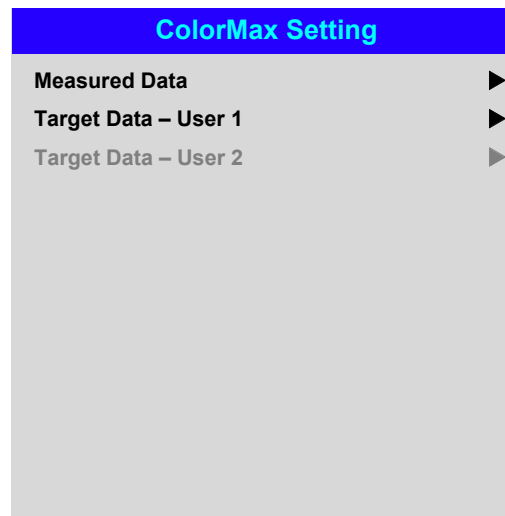 ColorMax Setting
Measured Data
Target Data – User 1
Target Data – User 2